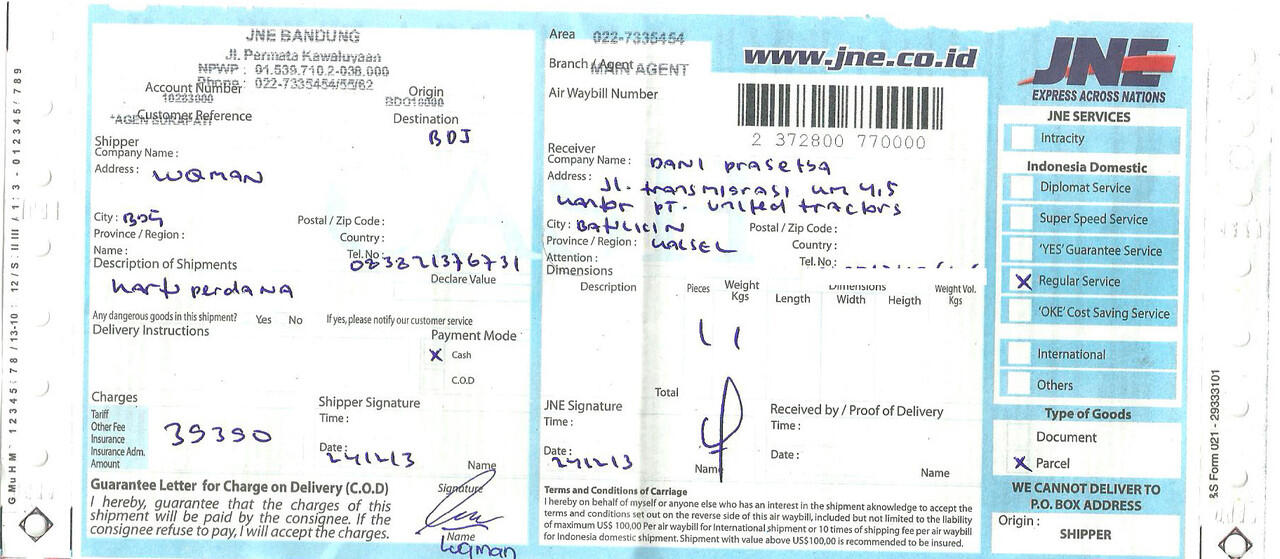 JNE BANDUNG
Jl. Permata Kawaluyaan
NPWP : 01.539.710.2-038.000
Phone : 022-7335454/55/62
Account Number
10283000
Origin
BDO10000
Customer Reference
*AGEN SURAPATI
Destination
BDJ
Shipper
Company Name :
Address : LUQMAN
City : BDG
Postal / Zip Code :
Province / Region :
Country :
Name :
Tel.No : 083821376731
Description of Shipments
Declare Value
kartu perdana
Any dangerous goods in this shipment? Yes No If yes, please notify our customer service
Delivery Instructions
Payment Mode
X Cash
C.O.D
Charges
Tariff
Other Fee
Insurance
Insurance Adm.
Amount
39390
Shipper Signature
Time :
Date :
24/12/13
Name
Guarantee Letter for Charge on Delivery (C.O.D)
I hereby, guarantee that the charges of this
shipment will be paid by the consignee. If the
consignee refuse to pay, I will accept the charges.
Signature
Name
Luqman
Area 022-7335454
Branch / Agent
MAIN AGENT
Air Waybill Number
www.jne.co.id
2 372800 770000
Receiver
Company Name : DANI prasetya
Address : Jl. transmigrasi km 4,5
kantor PT. united tractors
City : BATULICIN
Postal / Zip Code :
Province / Region : KALSEL
Country :
Attention :
Tel.No :
Dimensions
Description Pieces Weight Kgs Dimensions Length Width Heigth Weight Vol. Kgs
1 1
Total
JNE Signature
Time :
Date :
24/12/13
Name
Received by / Proof of Delivery
Time :
Date :
Name
Terms and Conditions of Carriage
I hereby on behalf of myself or anyone else who has an interest in the shipment aknowledge to accept the
terms and conditions set out on the reverse side of this air waybill, included but not limited to the liability
of maximum US$ 100,00 Per air waybill for International shipment or 10 times of shipping fee per air waybill
for Indonesia domestic shipment. Shipment with value above US$100,00 is recommended to be insured.
JNE
EXPRESS ACROSS NATIONS
JNE SERVICES
Intracity
Indonesia Domestic
Diplomat Service
Super Speed Service
'YES' Guarantee Service
X Regular Service
'OKE' Cost Saving Service
International
Others
Type of Goods
Document
X Parcel
WE CANNOT DELIVER TO
P.O. BOX ADDRESS
Origin :
SHIPPER
S Form 021 - 29333101